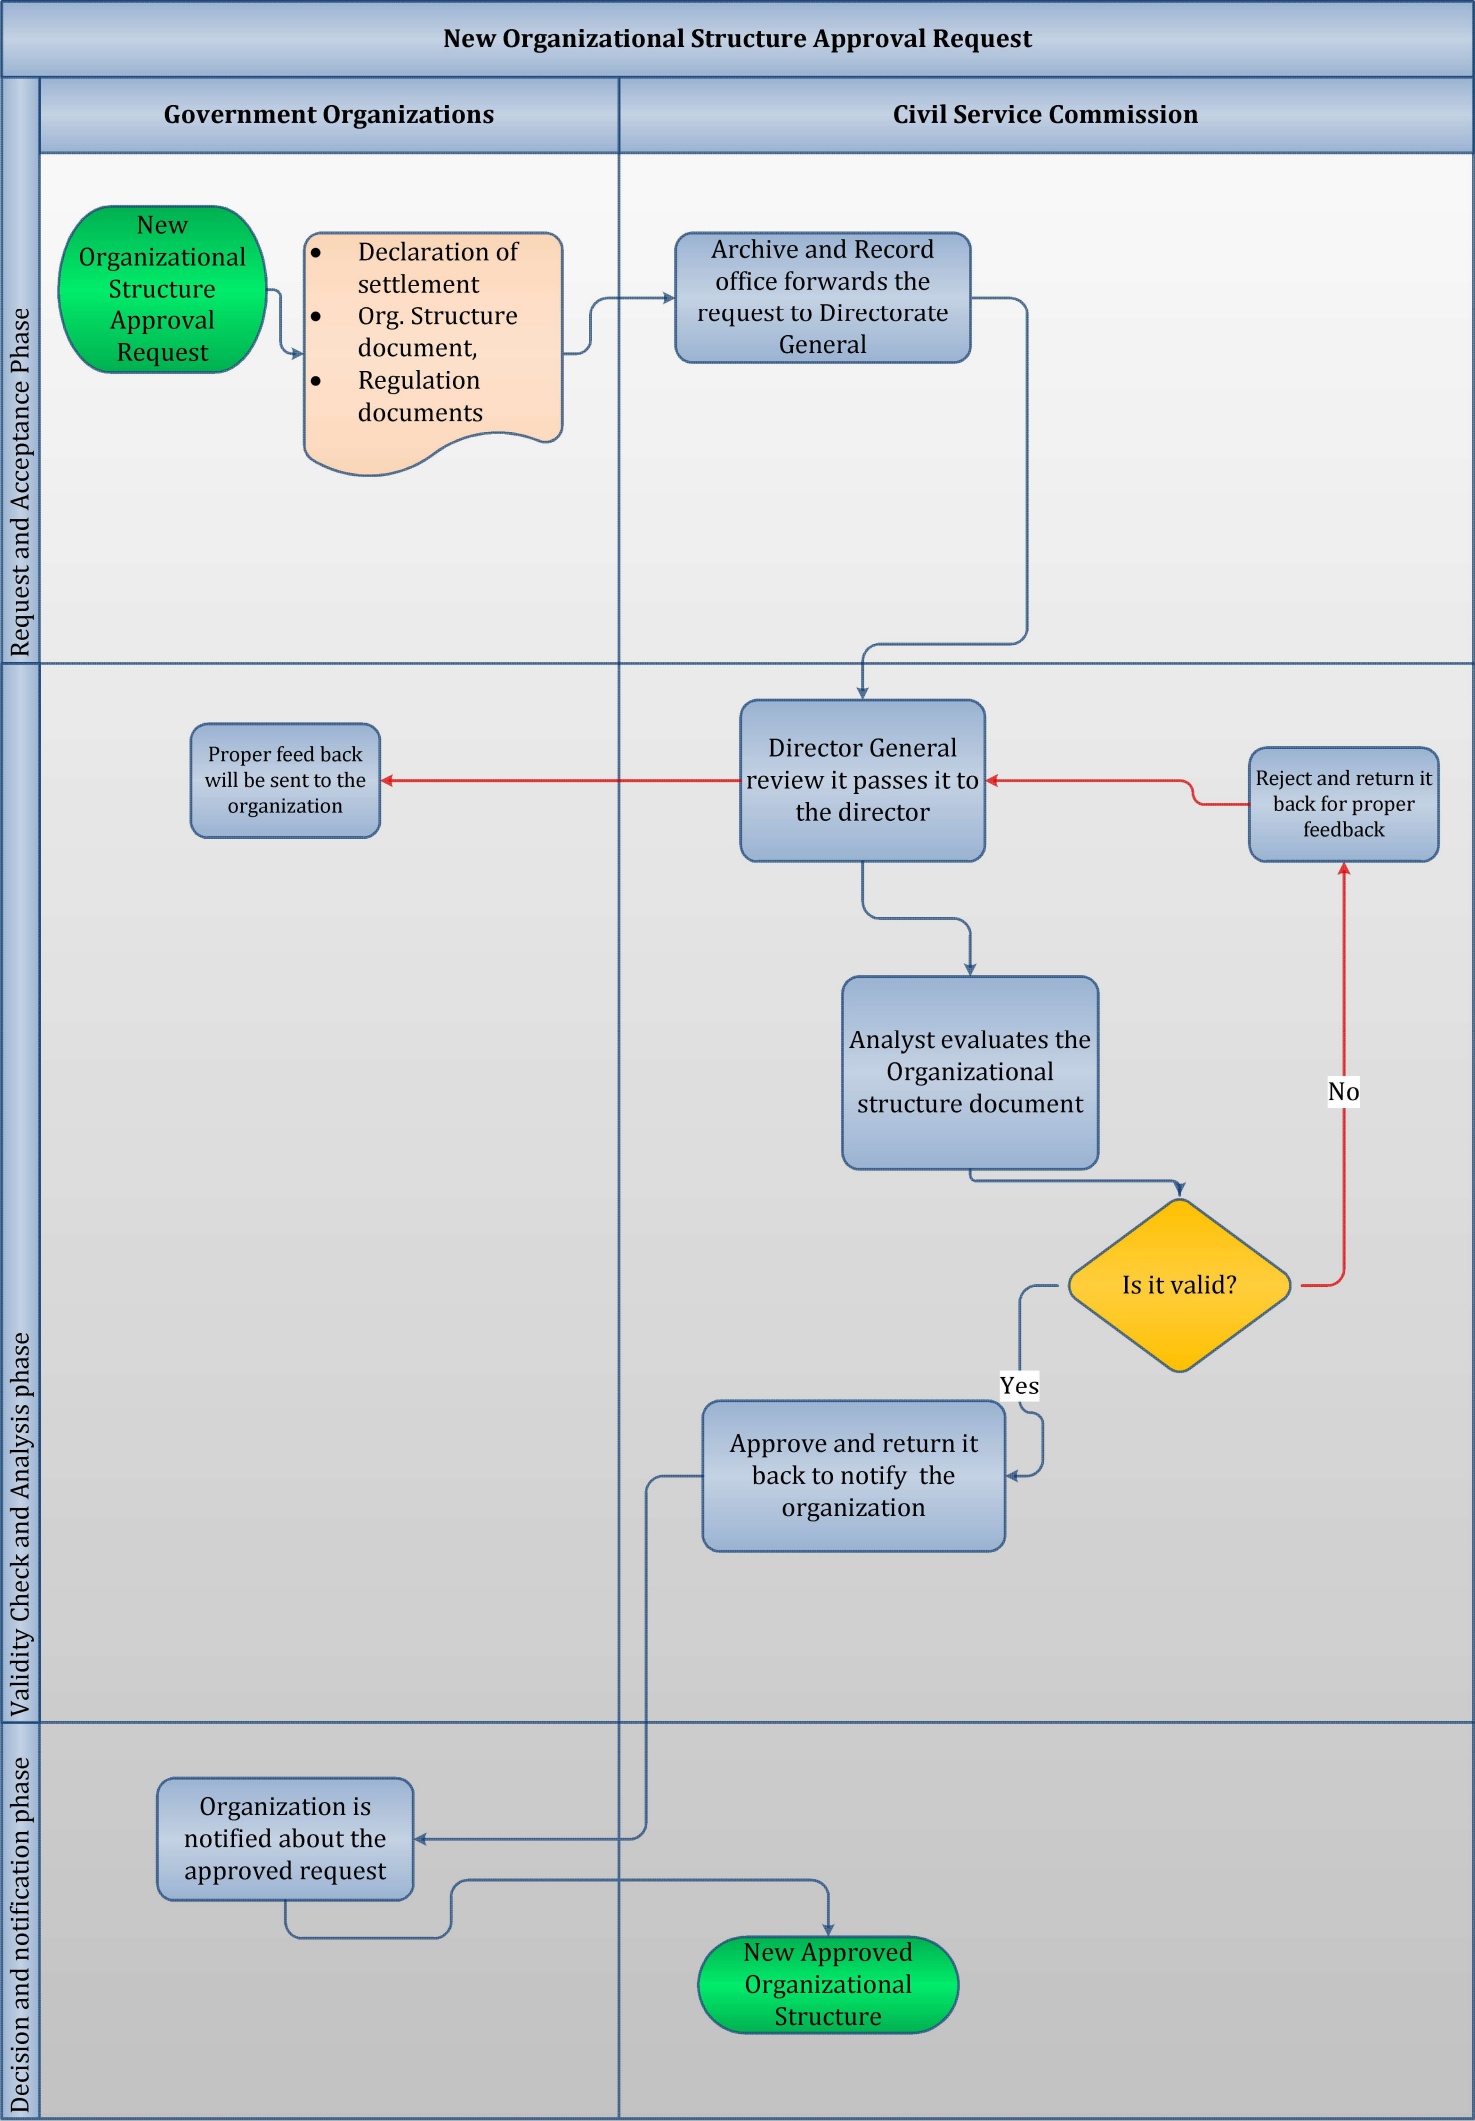 New Organizational Structure Approval Request
Government Organizations
Civil Service Commission
Request and Acceptance Phase
New
Organizational
Structure
Approval
Request
• Declaration of
settlement
• Org. Structure
document,
• Regulation
documents
Archive and Record
office forwards the
request to Directorate
General
Validity Check and Analysis phase
Proper feed back
will be sent to the
organization
Director General
review it passes it to
the director
Reject and return it
back for proper
feedback
Analyst evaluates the
Organizational
structure document
No
Is it valid?
Yes
Approve and return it
back to notify  the
organization
Decision and notification phase
Organization is
notified about the
approved request
New Approved
Organizational
Structure